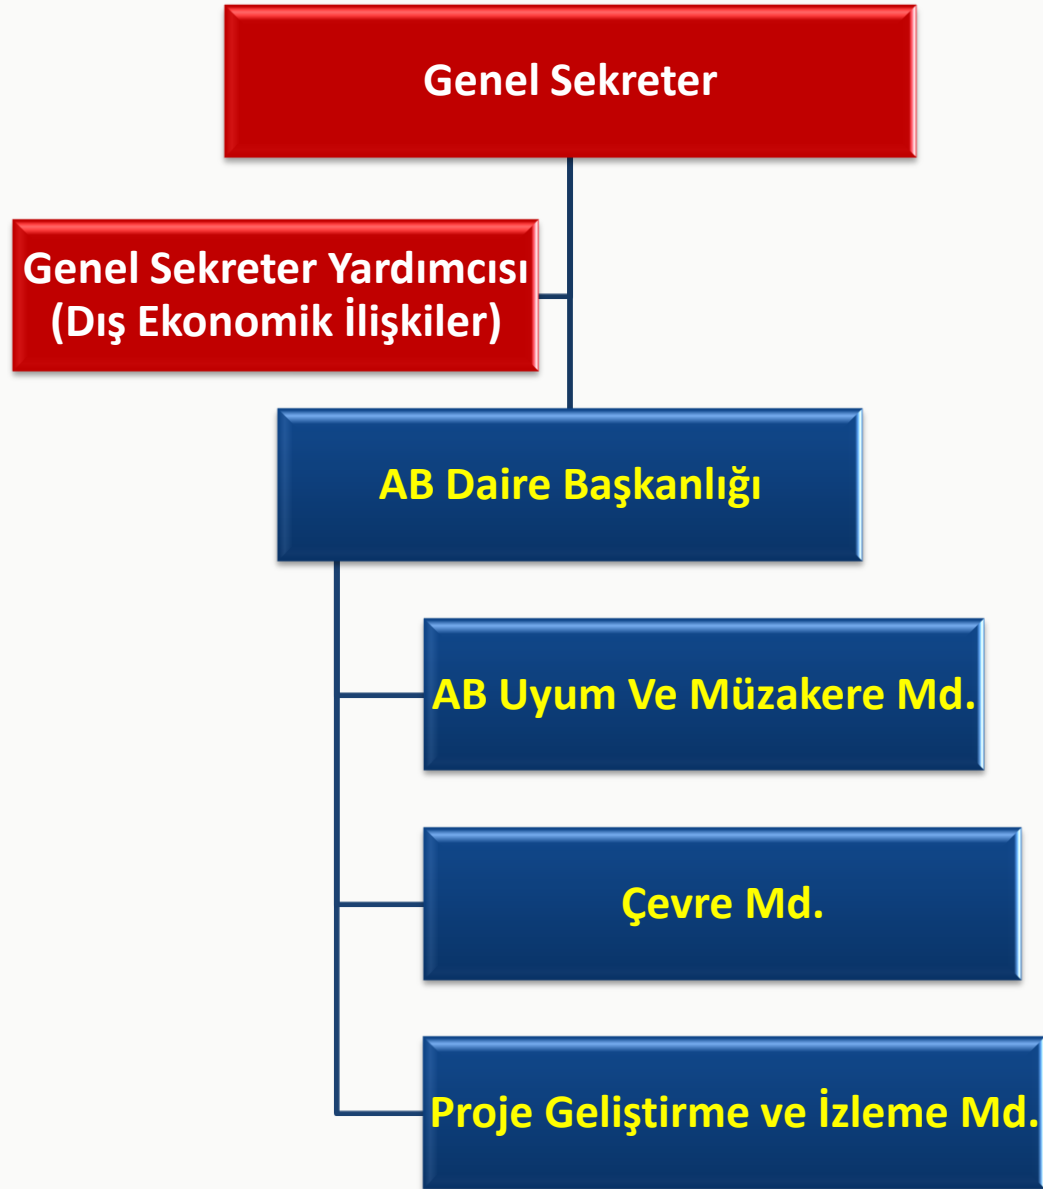 Genel Sekreter
Genel Sekreter Yardımcısı
(Dış Ekonomik İlişkiler)
AB Daire Başkanlığı
AB Uyum Ve Müzakere Md.
Çevre Md.
Proje Geliştirme ve İzleme Md.